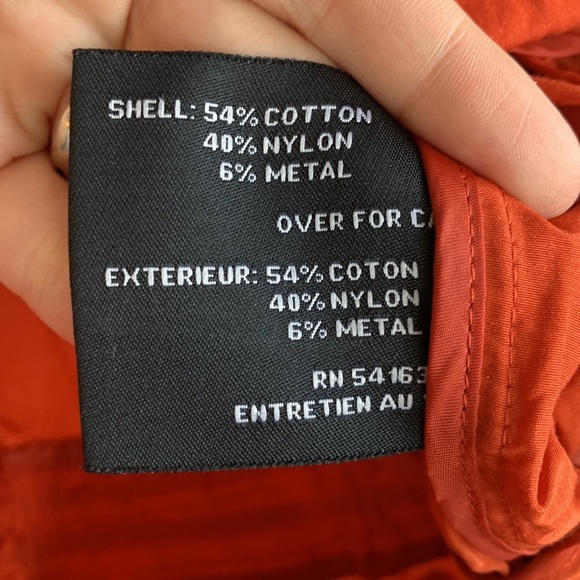 SHELL: 54% COTTON
40% NYLON
6% METAL
OVER FOR
EXTERIEUR: 54% COTON
40% NYLON
6% METAL
RN 54163
ENTRETIEN AU